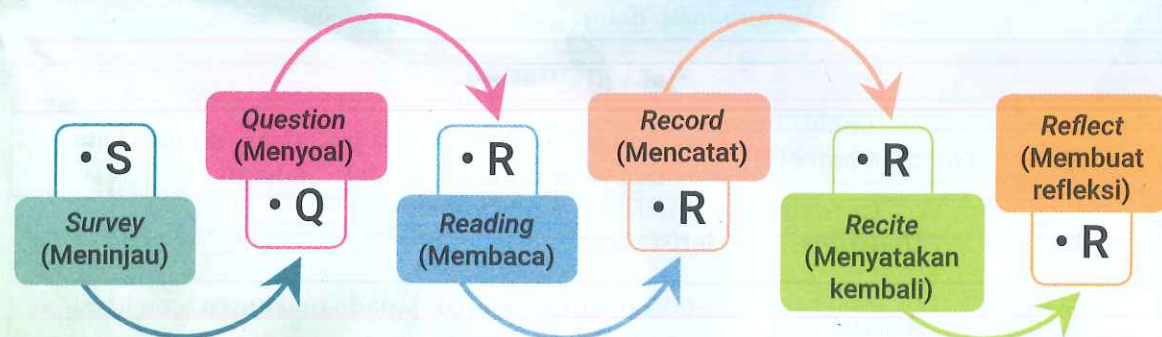 • S
Survey
(Meninjau)
Question
(Menyoal)
• Q
• R
Reading
(Membaca)
Record
(Mencatat)
• R
• R
Recite
(Menyatakan
kembali)
Reflect
(Membuat
refleksi)
• R